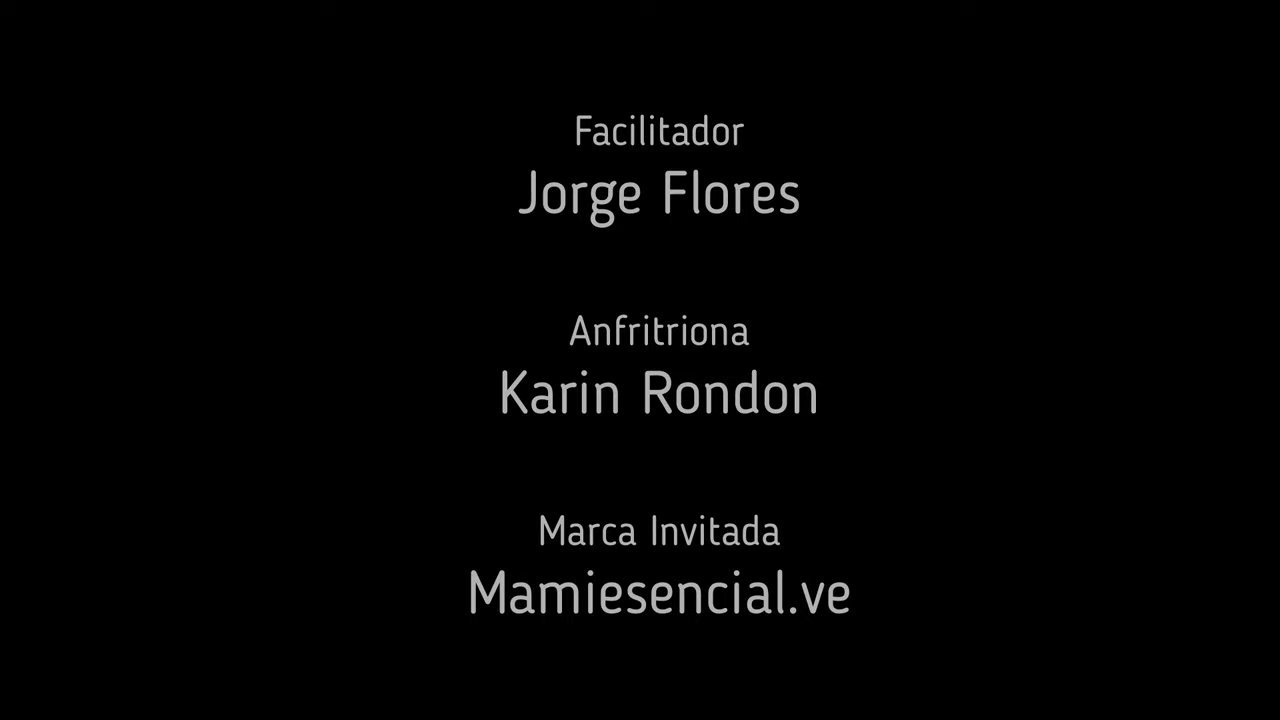 Facilitador
Jorge Flores
Anfritriona
Karin Rondon
Marca Invitada
Mamiesencial.ve